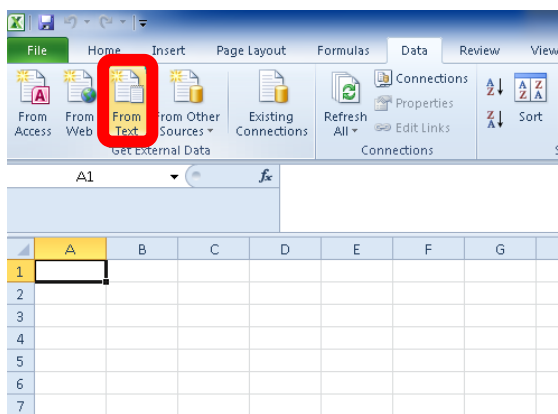 File Home Insert Page Layout Formulas Data Review View
From Access From Web From Text From Other Sources Existing Connections Refresh All Connections Properties Edit Links Sort
Get External Data Connections
A1 fx
A B C D E F G
1
2
3
4
5
6
7